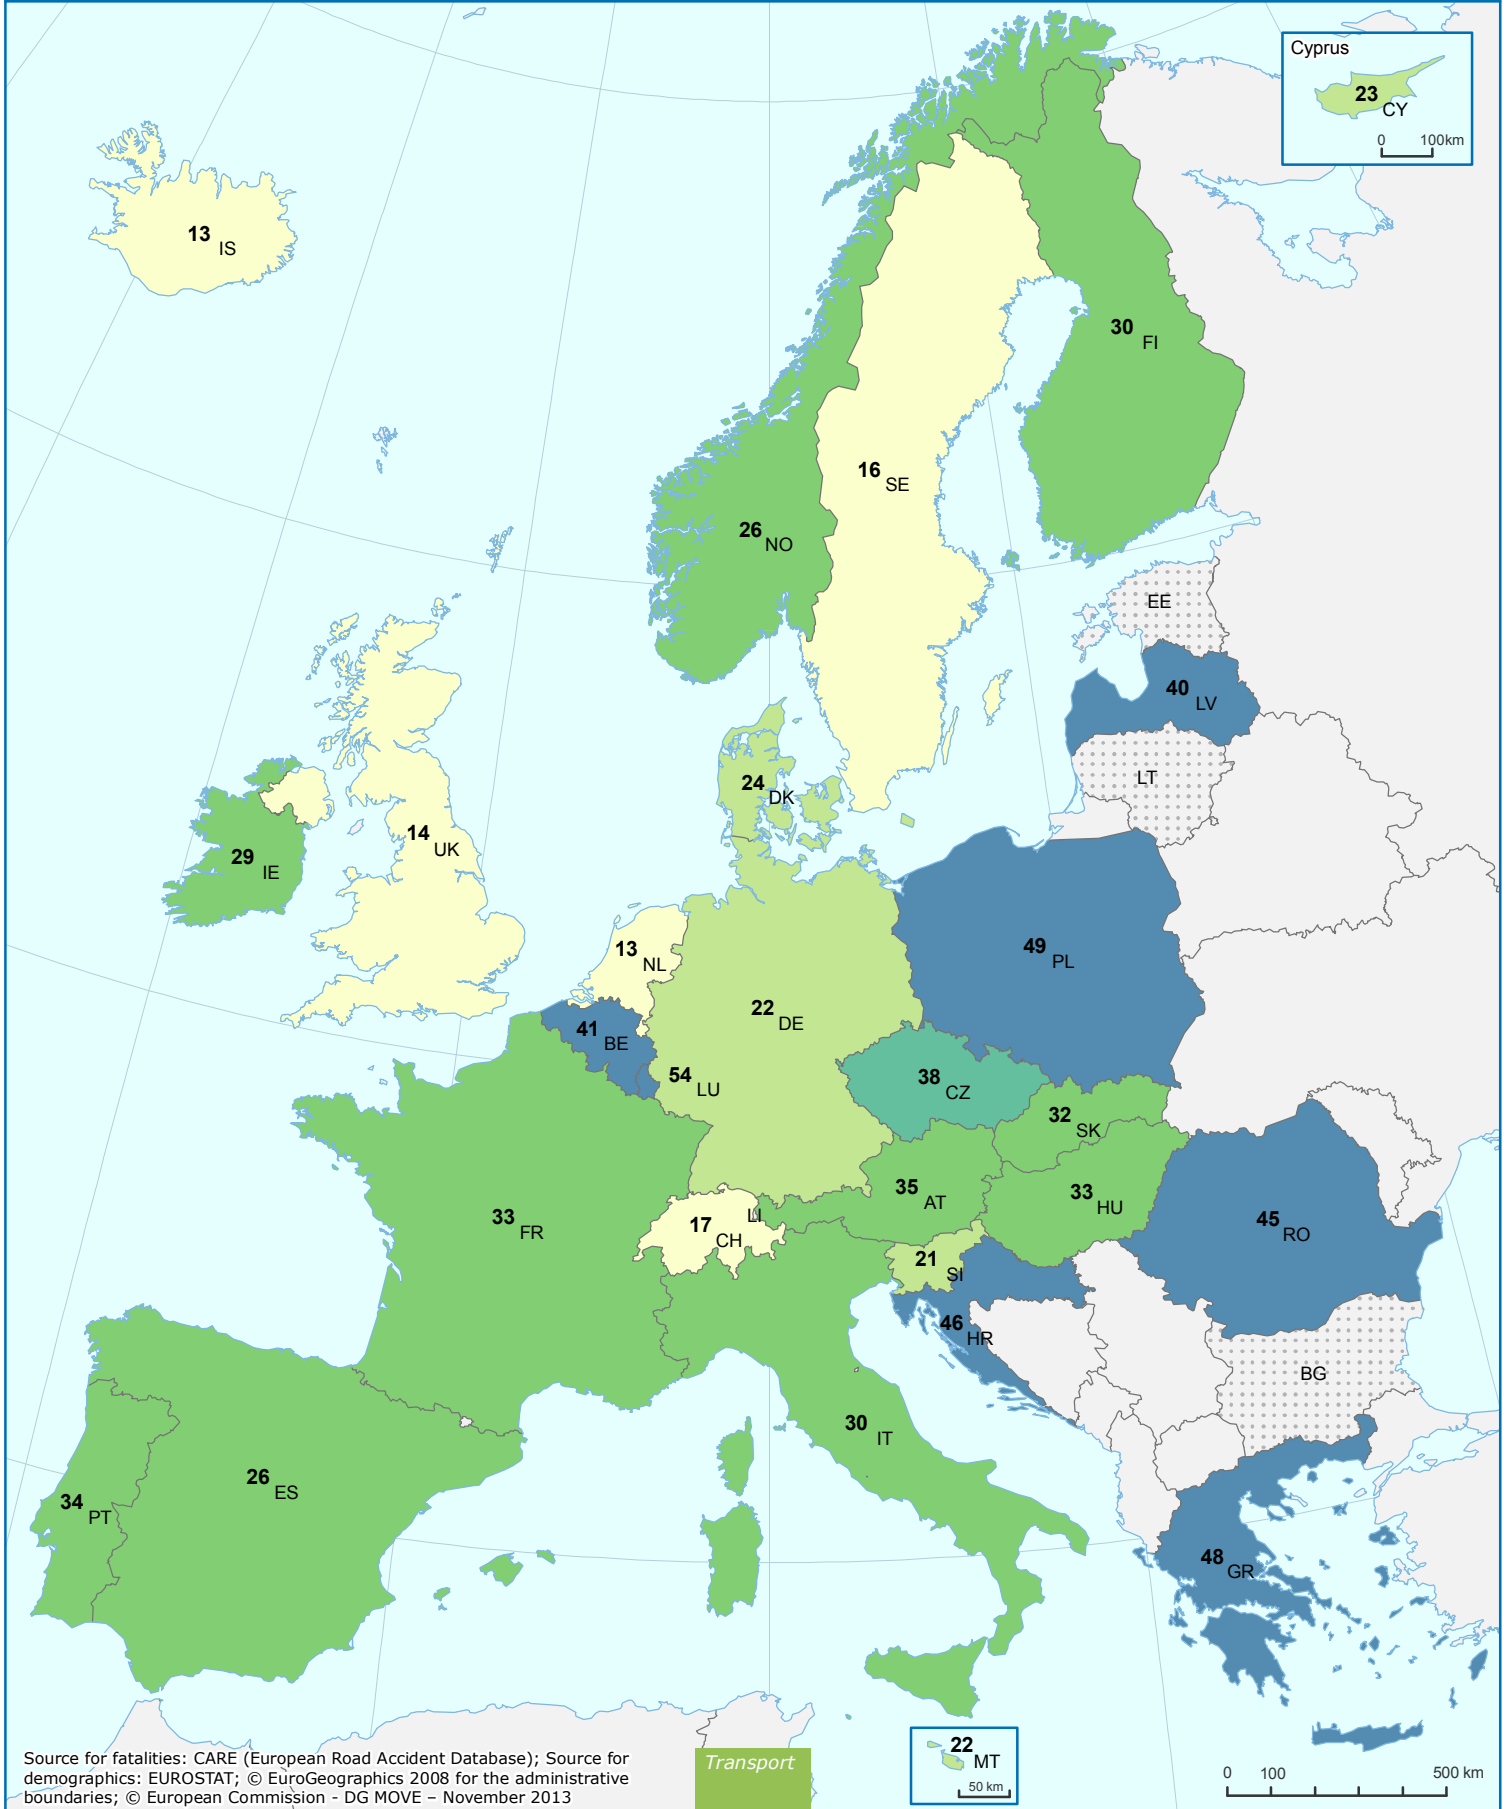 Cyprus
23
CY
0 100km
13
IS
30
FI
16
SE
26
NO
EE
40
LV
LT
24
DK
14
UK
29
IE
13
NL
49
PL
22
DE
41
BE
54
LU
38
CZ
32
SK
35
AT
33
HU
45
RO
33
FR
17
CH
LI
21
SI
46
HR
BG
30
IT
26
ES
34
PT
48
GR
22
MT
50 km
Source for fatalities: CARE (European Road Accident Database); Source for
demographics: EUROSTAT; © EuroGeographics 2008 for the administrative
boundaries; © European Commission - DG MOVE – November 2013
Transport
0 100 500 km